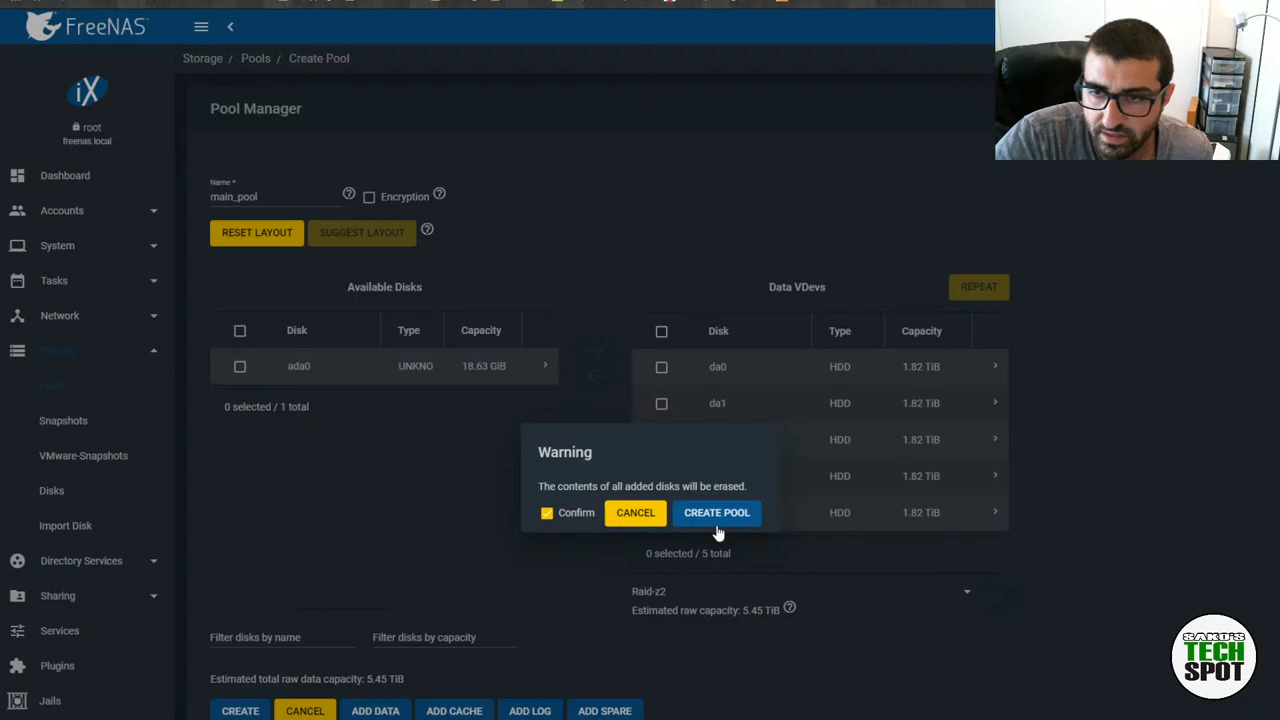 FreeNAS
Storage / Pools / Create Pool
iX
root
freenas.local
Dashboard
Accounts
System
Tasks
Network
Snapshots
VMware-Snapshots
Disks
Import Disk
Directory Services
Sharing
Services
Plugins
Jails
Pool Manager
Name *
main_pool
Encryption
RESET LAYOUT SUGGEST LAYOUT
Available Disks
Disk Type Capacity
ada0 UNKNO 18.63 GiB
0 selected / 1 total
Data VDevs
REPEAT
Disk Type Capacity
da0 HDD 1.82 TiB
da1 HDD 1.82 TiB
HDD 1.82 TiB
HDD 1.82 TiB
HDD 1.82 TiB
0 selected / 5 total
Raid-z2
Estimated raw capacity: 5.45 TiB
Warning
The contents of all added disks will be erased.
Confirm CANCEL CREATE POOL
Filter disks by name Filter disks by capacity
Estimated total raw data capacity: 5.45 TiB
CREATE CANCEL ADD DATA ADD CACHE ADD LOG ADD SPARE
SAKO'S
TECH
SPOT